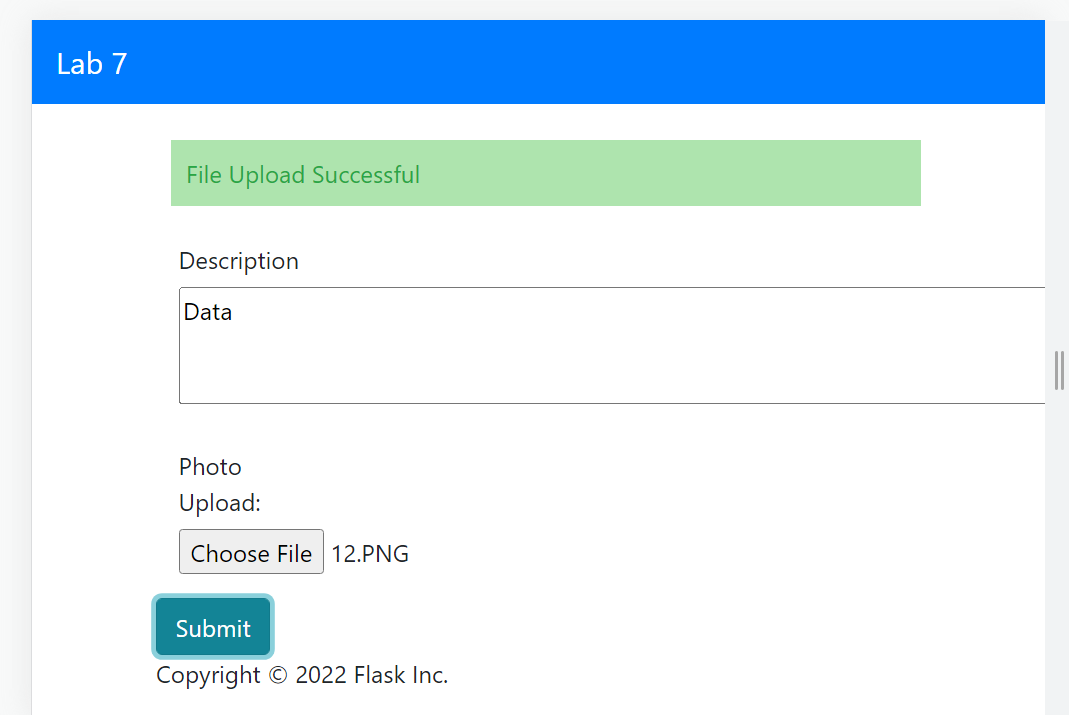 Lab 7
File Upload Successful
Description
Data
Photo
Upload:
Choose File 12.PNG
Submit
Copyright © 2022 Flask Inc.